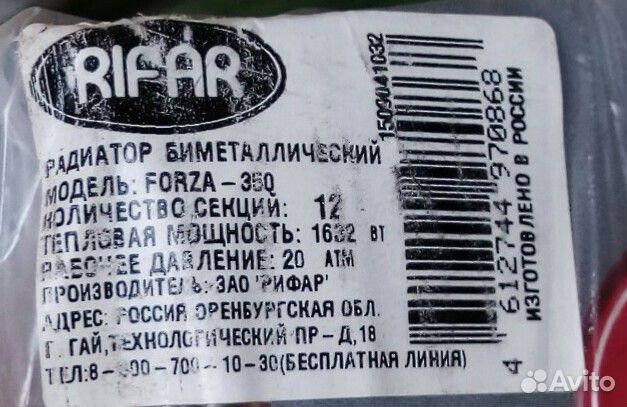 RIFAR
РАДИАТОР БИМЕТАЛЛИЧЕСКИЙ
МОДЕЛЬ: FORZA-350
КОЛИЧЕСТВО СЕКЦИЙ: 12
ТЕПЛОВАЯ МОЩНОСТЬ: 1632 ВТ
РАБОЧЕЕ ДАВЛЕНИЕ: 20 АТМ
ПРОИЗВОДИТЕЛЬ:ЗАО "РИФАР"
АДРЕС: РОССИЯ ОРЕНБУРГСКАЯ ОБЛ.
Г. ГАЙ,ТЕХНОЛОГИЧЕСКИЙ ПР-Д,18
ТЕЛ:8-800-700-10-30(БЕСПЛАТНАЯ ЛИНИЯ)
15090041032
4 612744 970868
ИЗГОТОВЛЕНО В РОССИИ
Avito